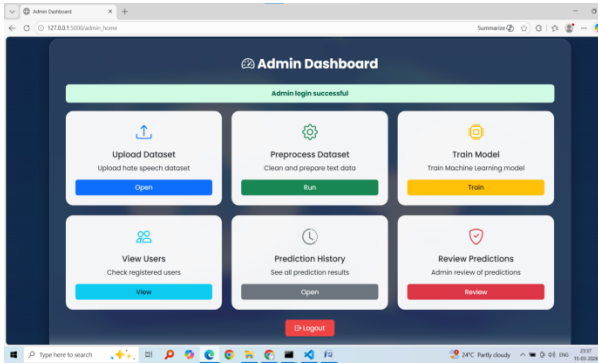 Admin Dashboard
127.0.0.1:5000/admin_home
Summarize
Admin Dashboard
Admin login successful
Upload Dataset
Upload hate speech dataset
Open
Preprocess Dataset
Clean and prepare text data
Run
Train Model
Train Machine Learning model
Train
View Users
Check registered users
View
Prediction History
See all prediction results
Open
Review Predictions
Admin review of predictions
Review
Logout
Type here to search
24°C Partly cloudy
ENG
23:07